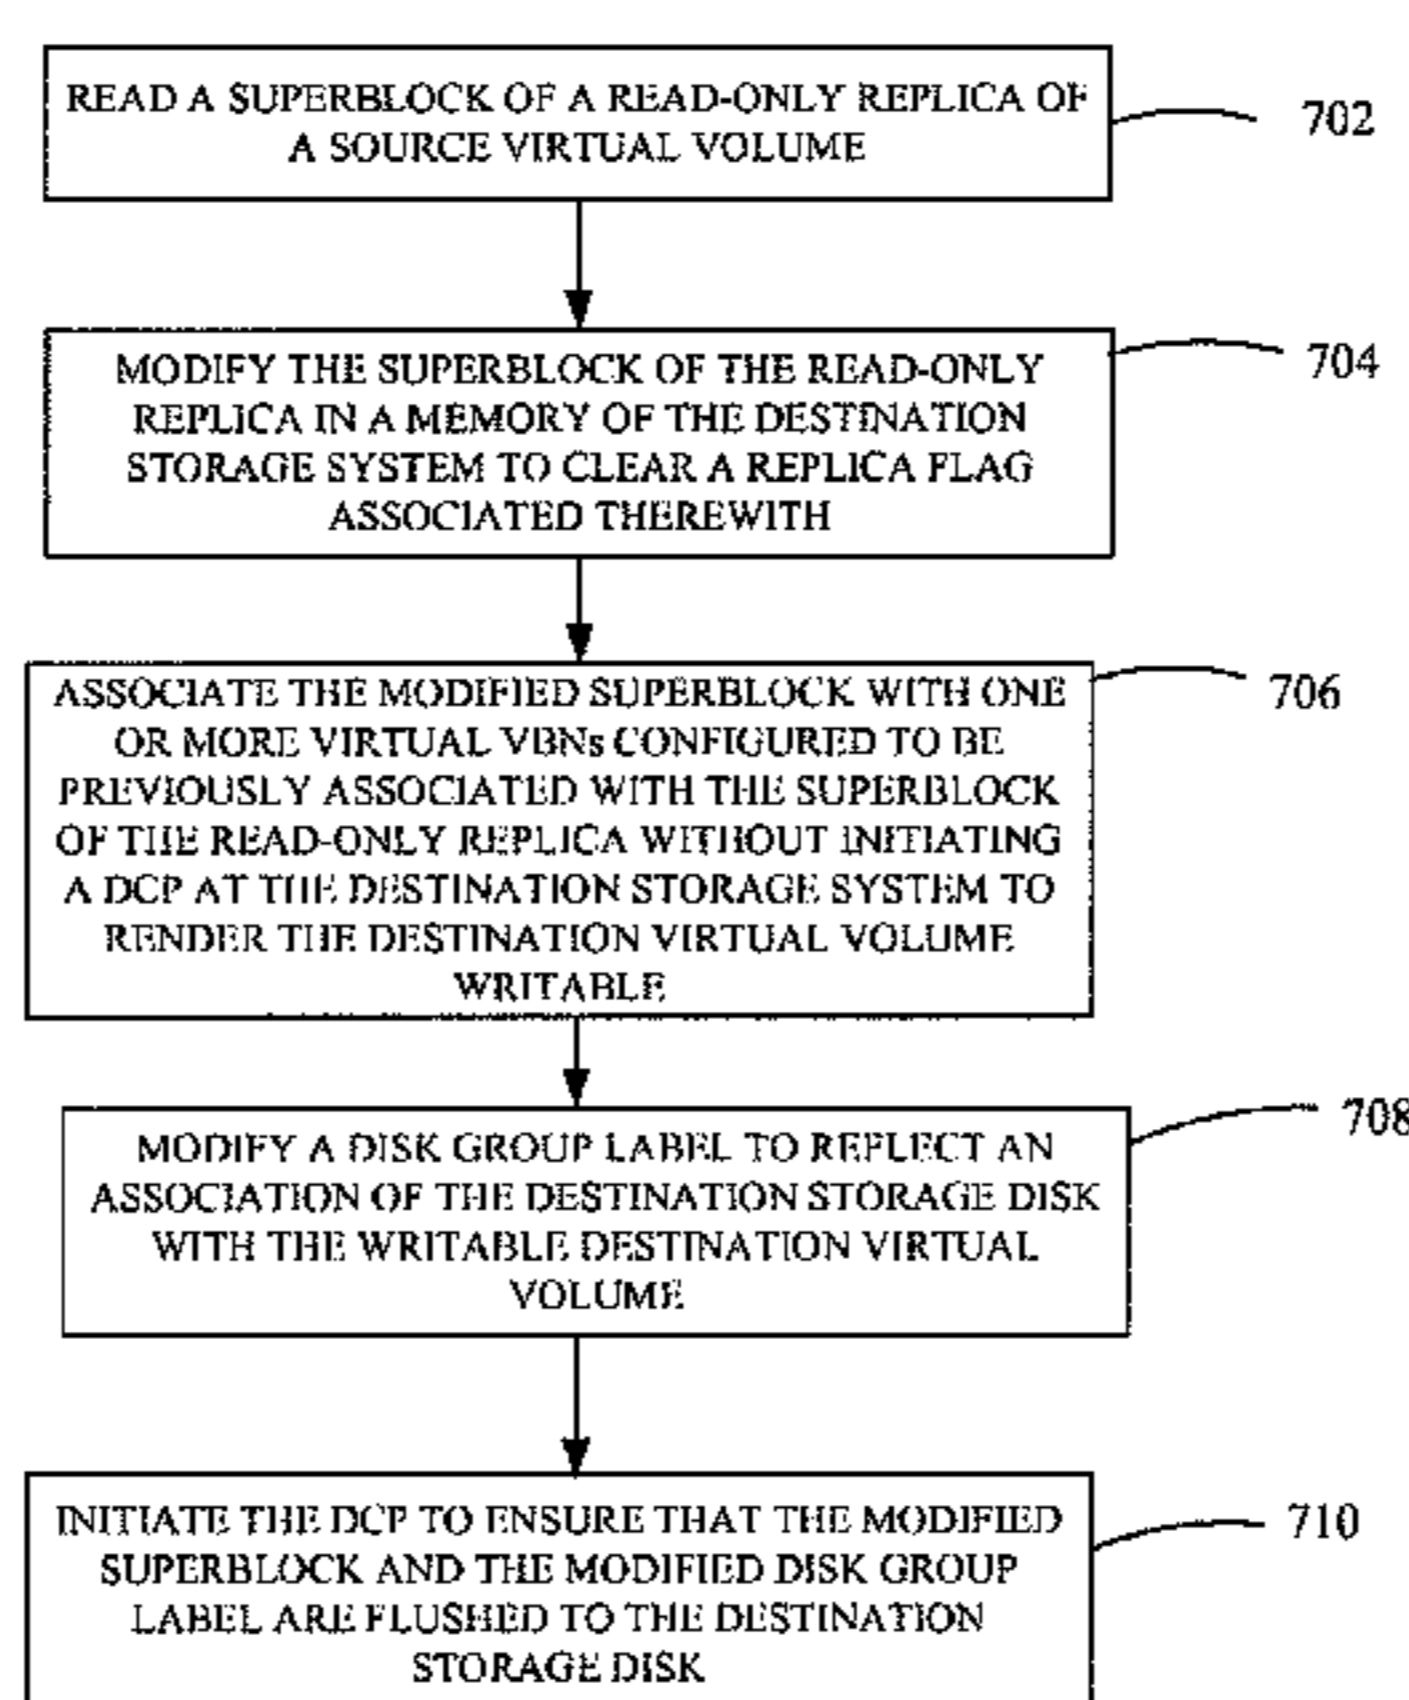 READ A SUPERBLOCK OF A READ-ONLY REPLICA OF
A SOURCE VIRTUAL VOLUME
702
MODIFY THE SUPERBLOCK OF THE READ-ONLY
REPLICA IN A MEMORY OF THE DESTINATION
STORAGE SYSTEM TO CLEAR A REPLICA FLAG
ASSOCIATED THEREWITH
704
ASSOCIATE THE MODIFIED SUPERBLOCK WITH ONE
OR MORE VIRTUAL VBNs CONFIGURED TO BE
PREVIOUSLY ASSOCIATED WITH THE SUPERBLOCK
OF THE READ-ONLY REPLICA WITHOUT INITIATING
A DCP AT THE DESTINATION STORAGE SYSTEM TO
RENDER THE DESTINATION VIRTUAL VOLUME
WRITABLE
706
MODIFY A DISK GROUP LABEL TO REFLECT AN
ASSOCIATION OF THE DESTINATION STORAGE DISK
WITH THE WRITABLE DESTINATION VIRTUAL
VOLUME
708
INITIATE THE DCP TO ENSURE THAT THE MODIFIED
SUPERBLOCK AND THE MODIFIED DISK GROUP
LABEL ARE FLUSHED TO THE DESTINATION
STORAGE DISK
710